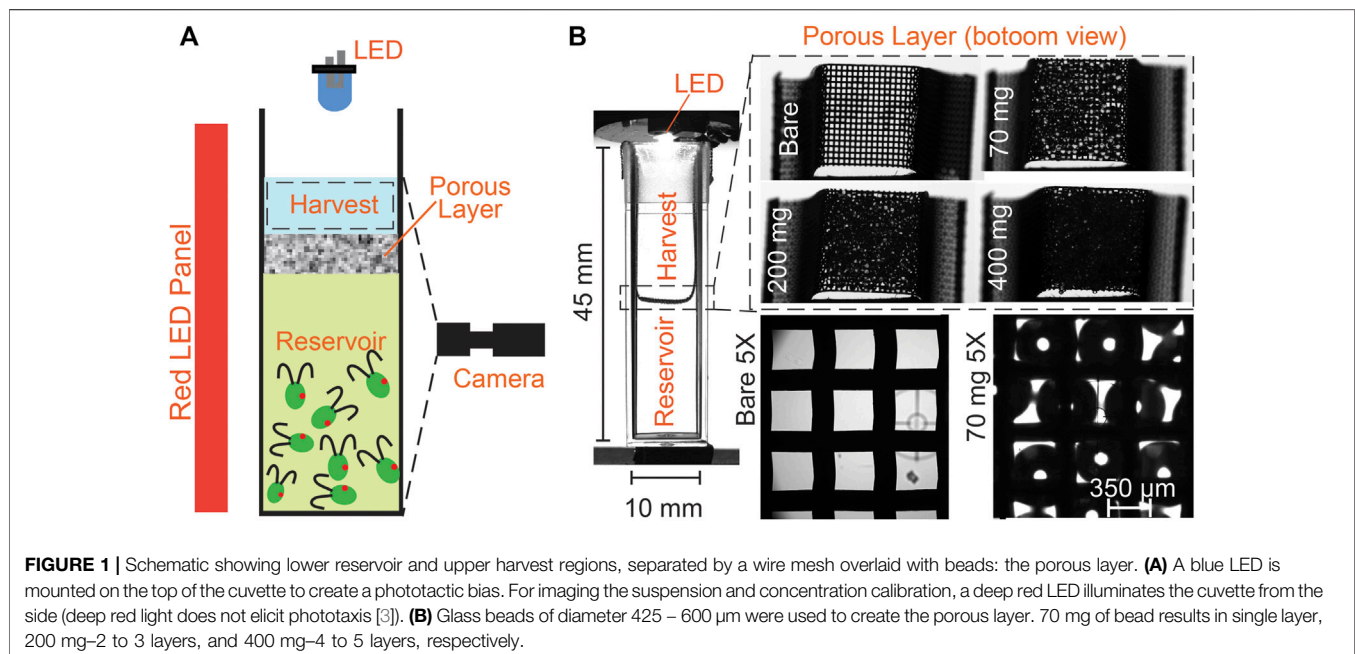 A
LED
Harvest
Porous
Layer
Reservoir
Red LED Panel
Camera
B
Porous Layer (botoom view)
LED
Bare
70 mg
200 mg
400 mg
Harvest
Reservoir
45 mm
10 mm
Bare 5X
70 mg 5X
350 µm
FIGURE 1 | Schematic showing lower reservoir and upper harvest regions, separated by a wire mesh overlaid with beads: the porous layer. (A) A blue LED is
mounted on the top of the cuvette to create a phototactic bias. For imaging the suspension and concentration calibration, a deep red LED illuminates the cuvette from the
side (deep red light does not elicit phototaxis [3]). (B) Glass beads of diameter 425 – 600 µm were used to create the porous layer. 70 mg of bead results in single layer,
200 mg–2 to 3 layers, and 400 mg–4 to 5 layers, respectively.